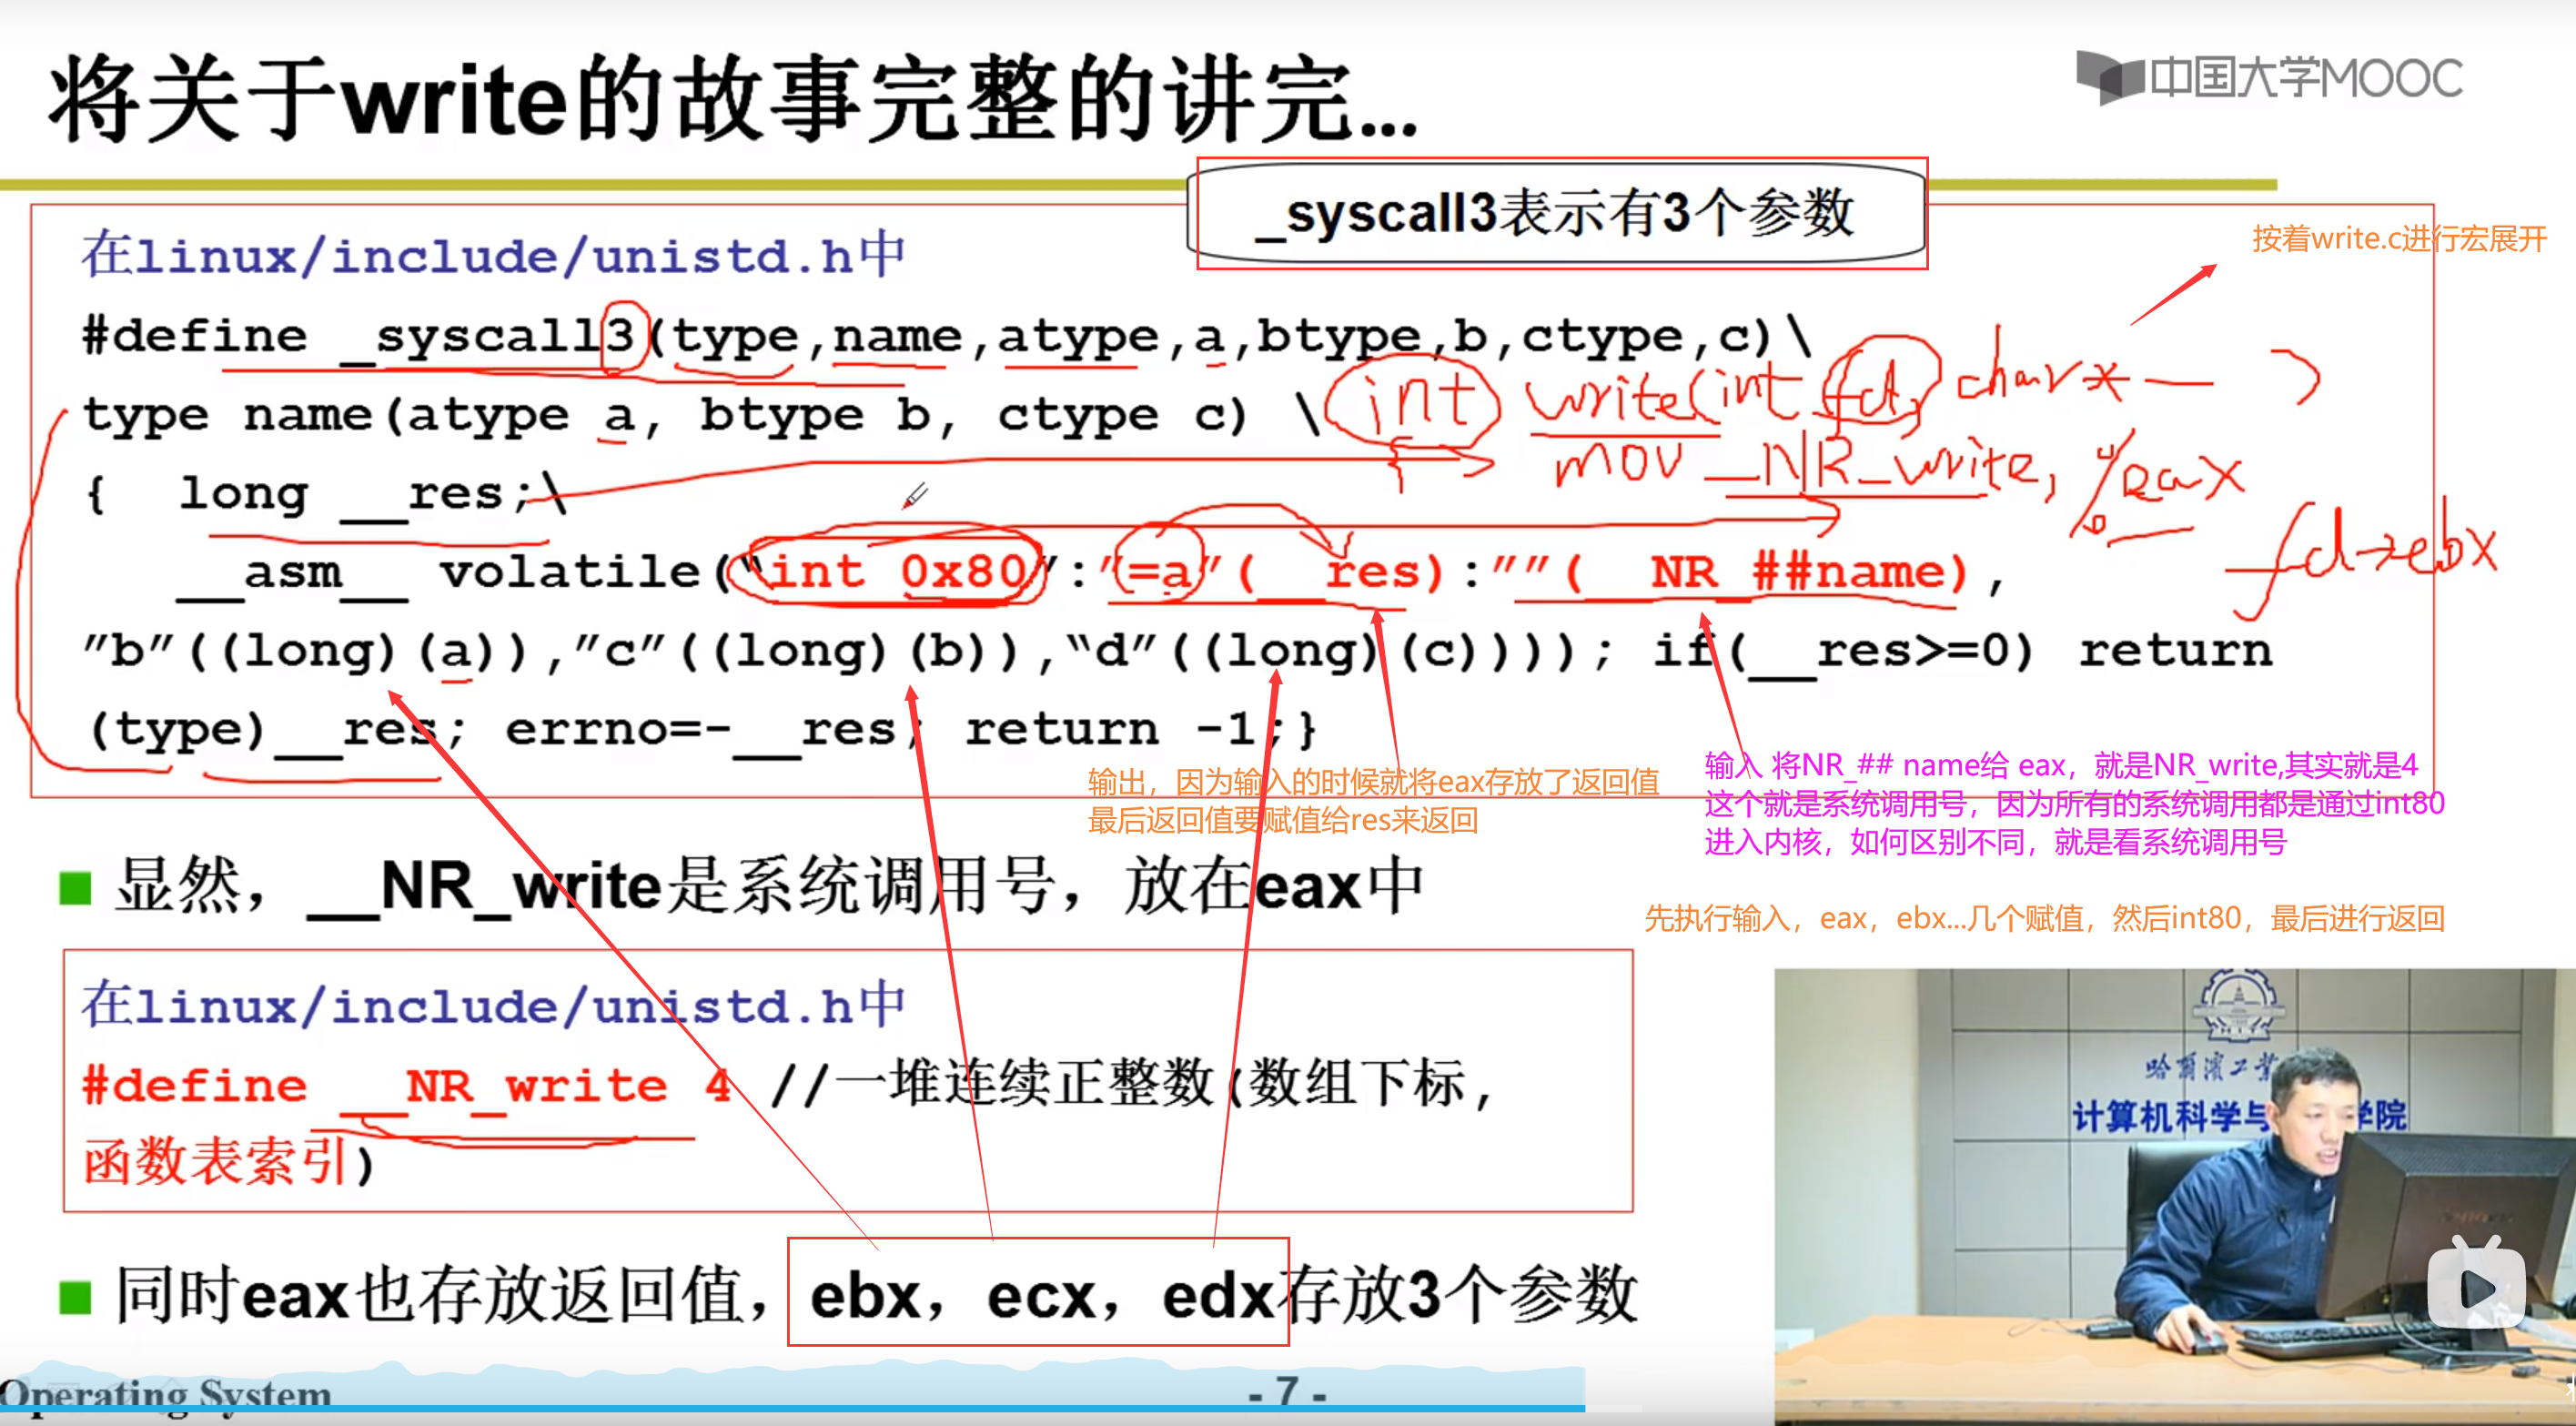 将关于write的故事完整的讲完...
中国大学MOOC
_syscall3表示有3个参数
按着write.c进行宏展开
在linux/include/unistd.h中
#define _syscall3(type,name,atype,a,btype,b,ctype,c)\
type name(atype a, btype b, ctype c) \
int write(int fd, char* — )
{ long __res;\
{ mov _NR_write, %eax
fd→ebx
__asm__ volatile(“int 0x80”:”=a”(__res):””(__NR_##name),
”b”((long)(a)),”c”((long)(b)),“d”((long)(c)))); if(__res>=0) return
(type)__res; errno=-__res; return -1;}
输出，因为输入的时候就将eax存放了返回值
最后返回值要赋值给res来返回
输入 将NR_## name给 eax，就是NR_write,其实就是4
这个就是系统调用号，因为所有的系统调用都是通过int80
进入内核，如何区别不同，就是看系统调用号
显然，__NR_write是系统调用号，放在eax中
先执行输入，eax，ebx...几个赋值，然后int80，最后进行返回
在linux/include/unistd.h中
#define __NR_write 4 //一堆连续正整数(数组下标,
函数表索引)
哈尔滨工业
计算机科学与
学院
同时eax也存放返回值，ebx，ecx，edx存放3个参数
Operating System
- 7 -